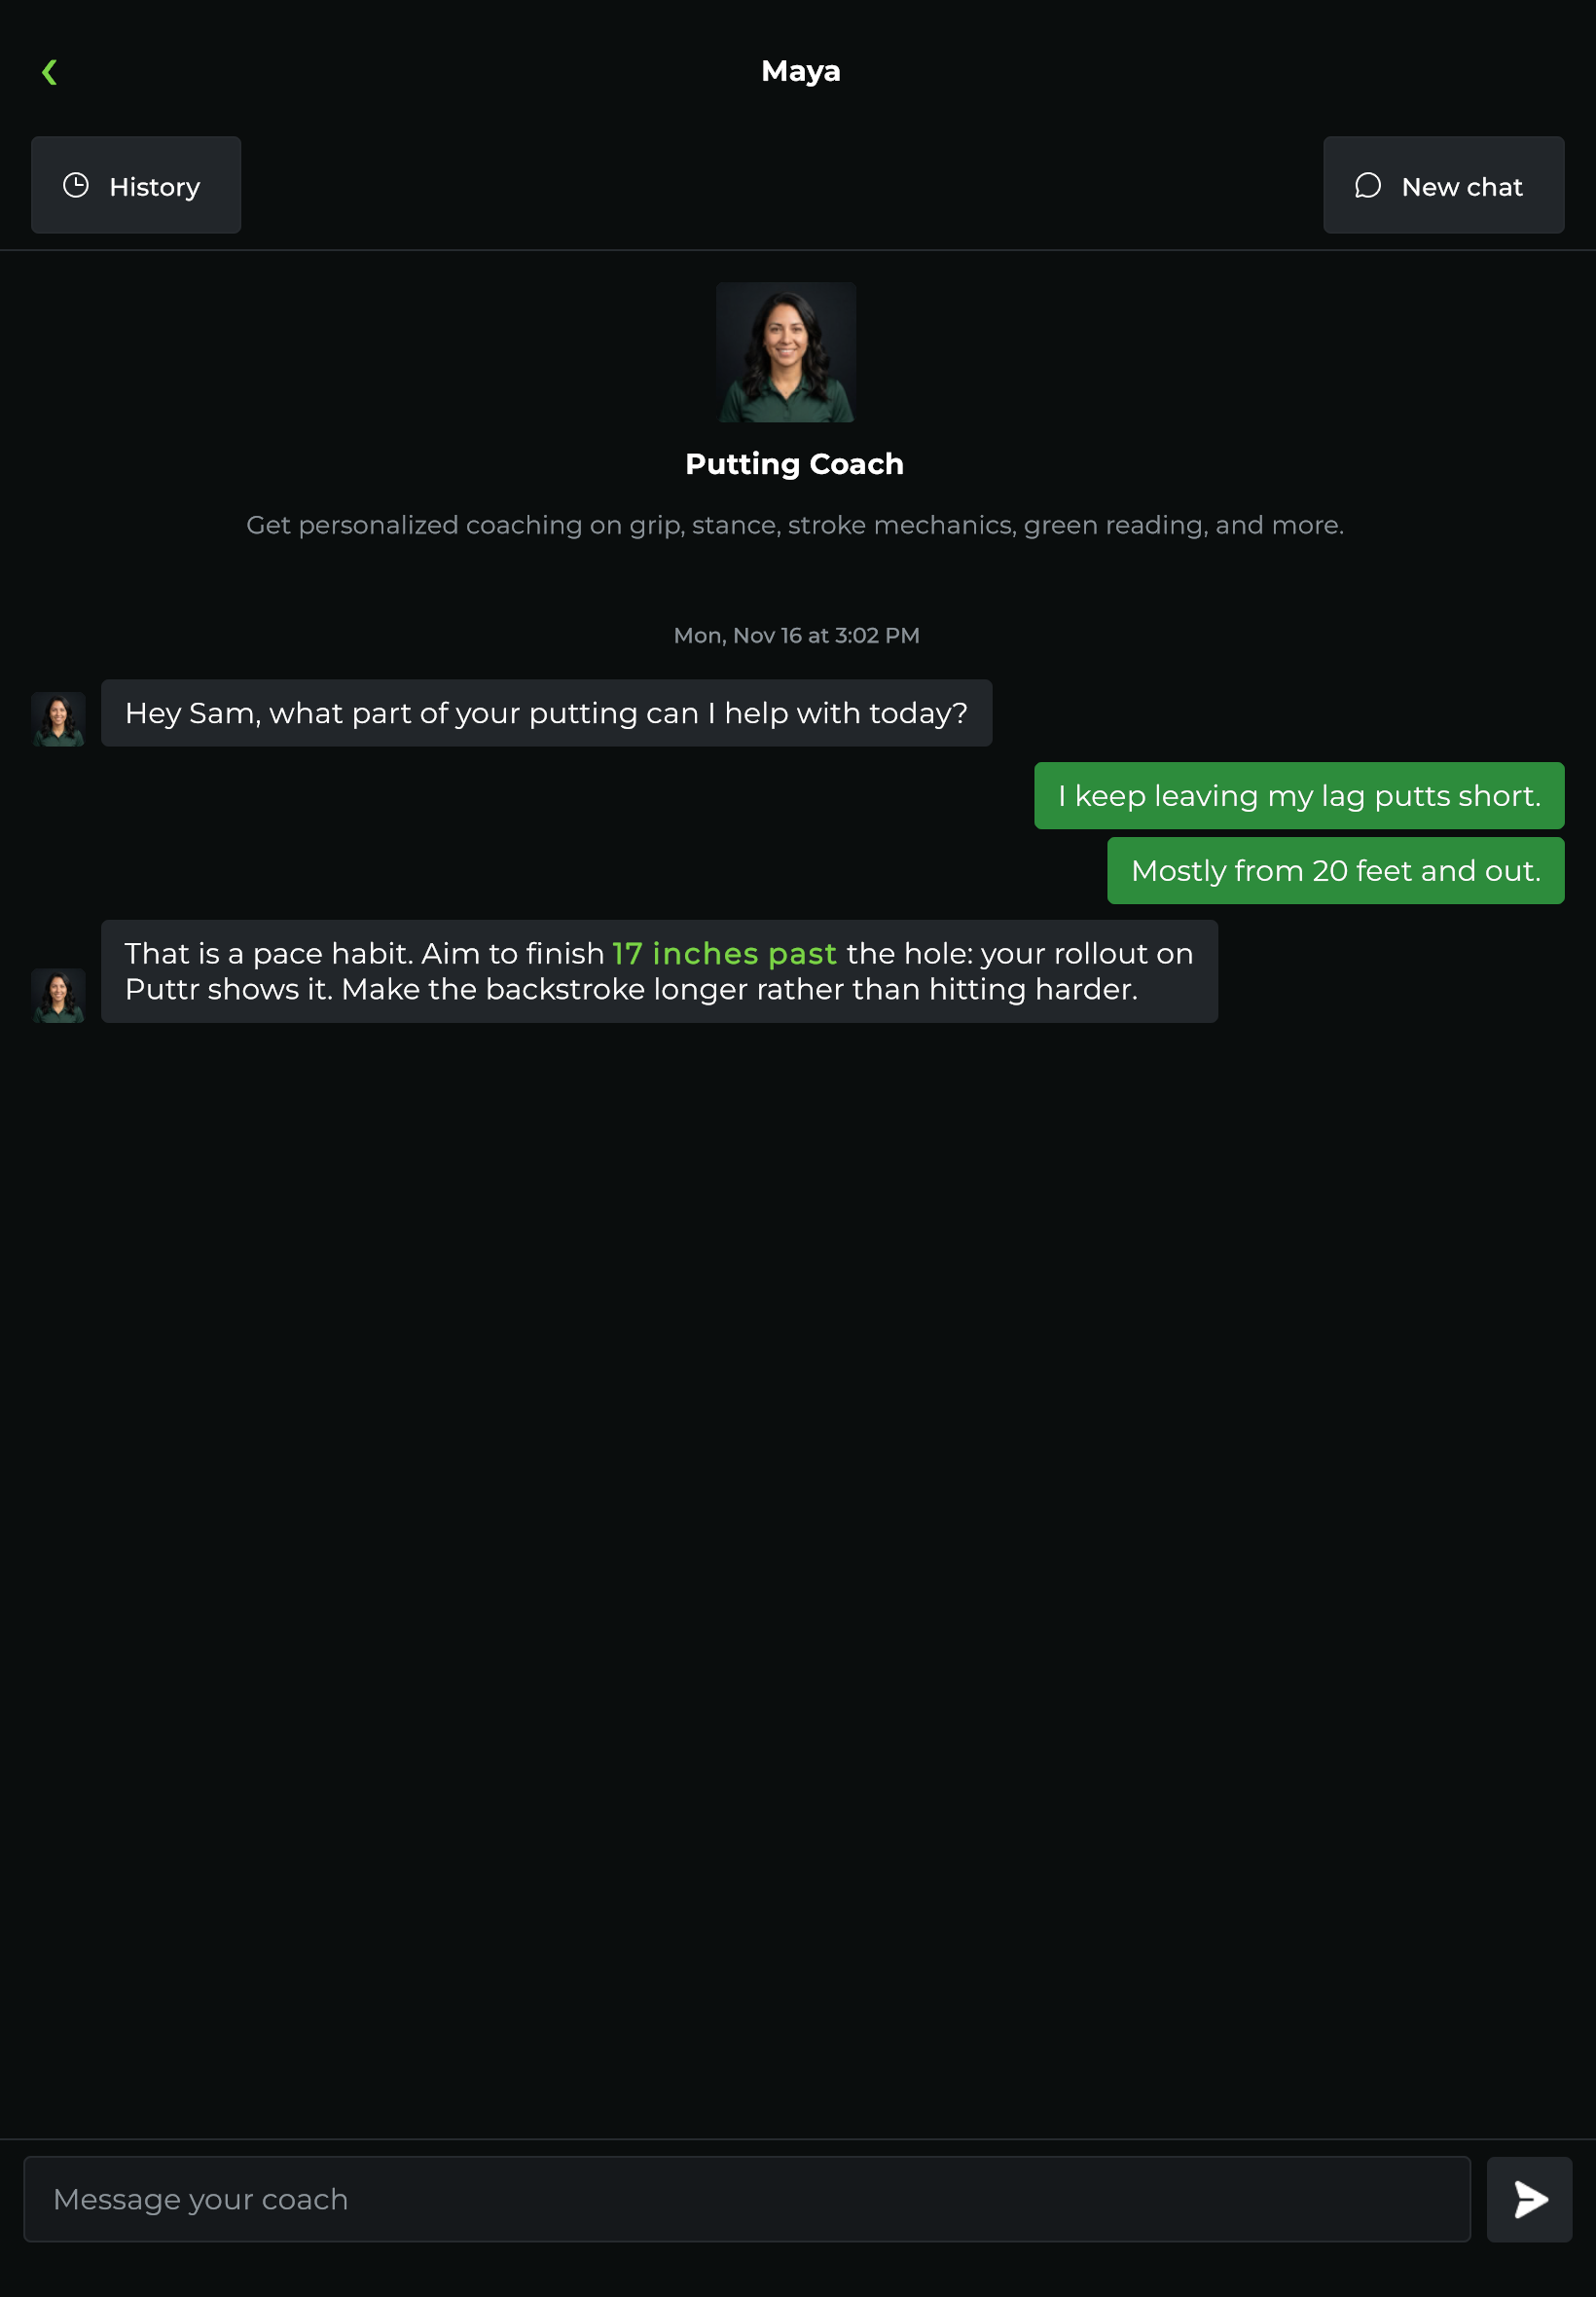 Maya
History
New chat
Putting Coach
Get personalized coaching on grip, stance, stroke mechanics, green reading, and more.
Mon, Nov 16 at 3:02 PM
Hey Sam, what part of your putting can I help with today?
I keep leaving my lag putts short.
Mostly from 20 feet and out.
That is a pace habit. Aim to finish 17 inches past the hole: your rollout on
Puttr shows it. Make the backstroke longer rather than hitting harder.
Message your coach